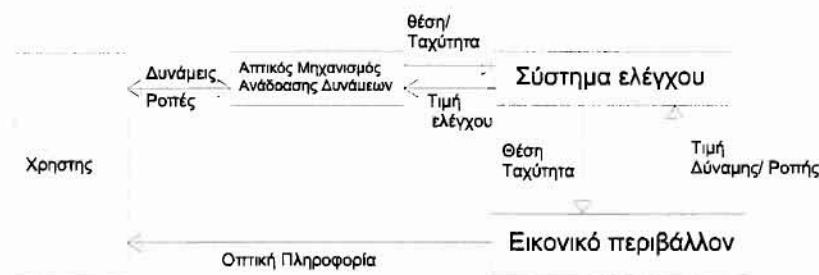 θέση/
Ταχύτητα
Δυνάμεις
Ροπές
Απτικός Μηχανισμός
Ανάδρασης Δυνάμεων
Σύστημα ελέγχου
Τιμή
ελέγχου
Χρηστης
Θέση
Ταχύτητα
Τιμή
Δύναμης/ Ροπής
Εικονικό περιβάλλον
Οπτική Πληροφορία